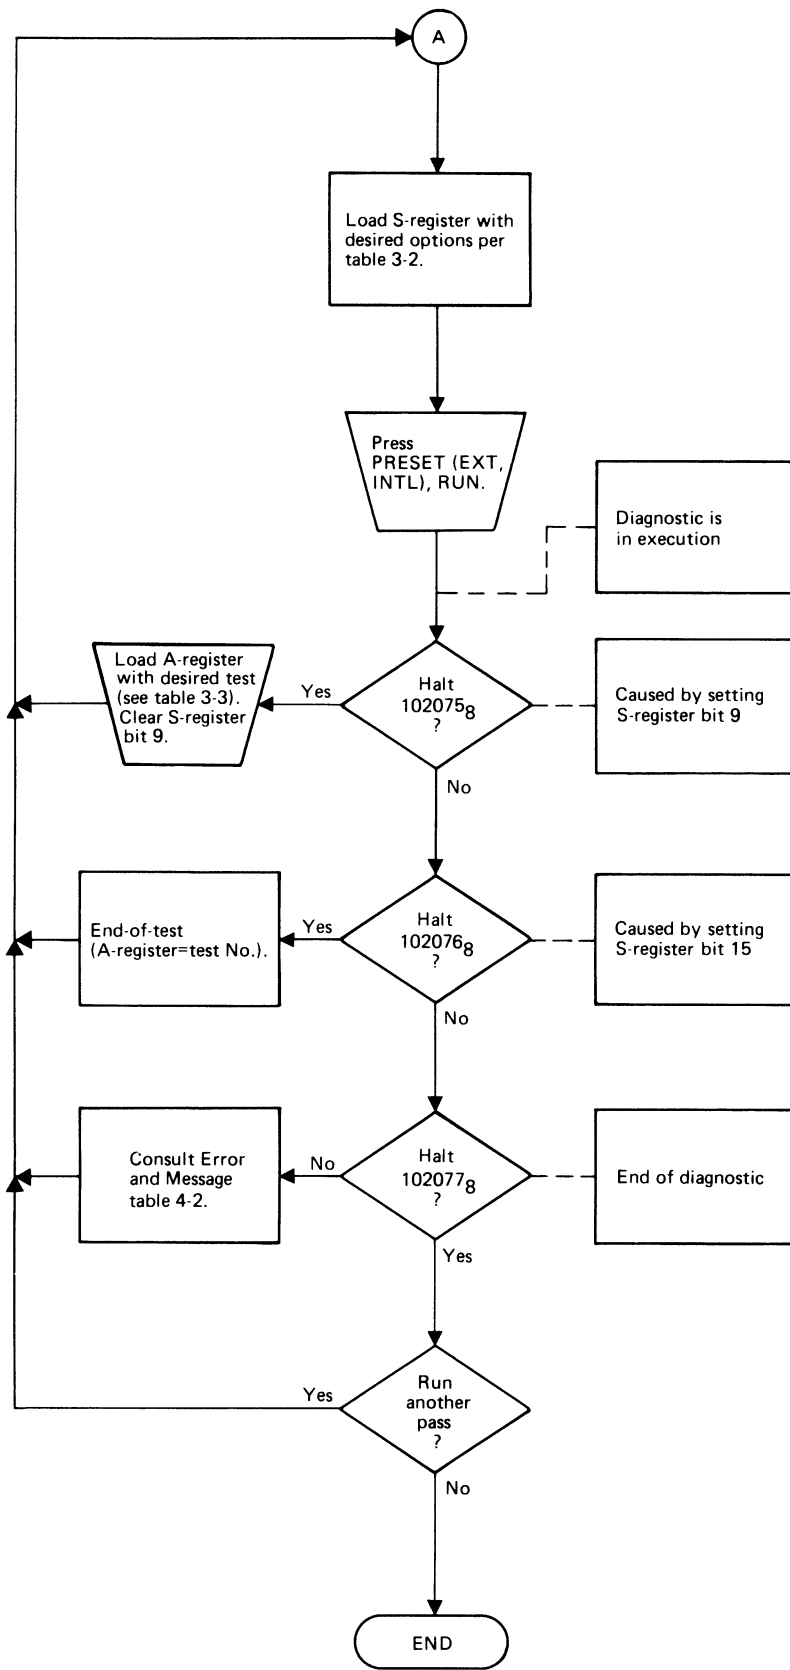 A
Load S-register with
desired options per
table 3-2.
Press
PRESET (EXT,
INTL), RUN.
Diagnostic is
in execution
Load A-register
with desired test
(see table 3-3).
Clear S-register
bit 9.
Yes
Halt
102075₈
?
Caused by setting
S-register bit 9
No
End-of-test
(A-register=test No.).
Yes
Halt
102076₈
?
Caused by setting
S-register bit 15
No
Consult Error
and Message
table 4-2.
No
Halt
102077₈
?
End of diagnostic
Yes
Yes
Run
another
pass
?
No
END